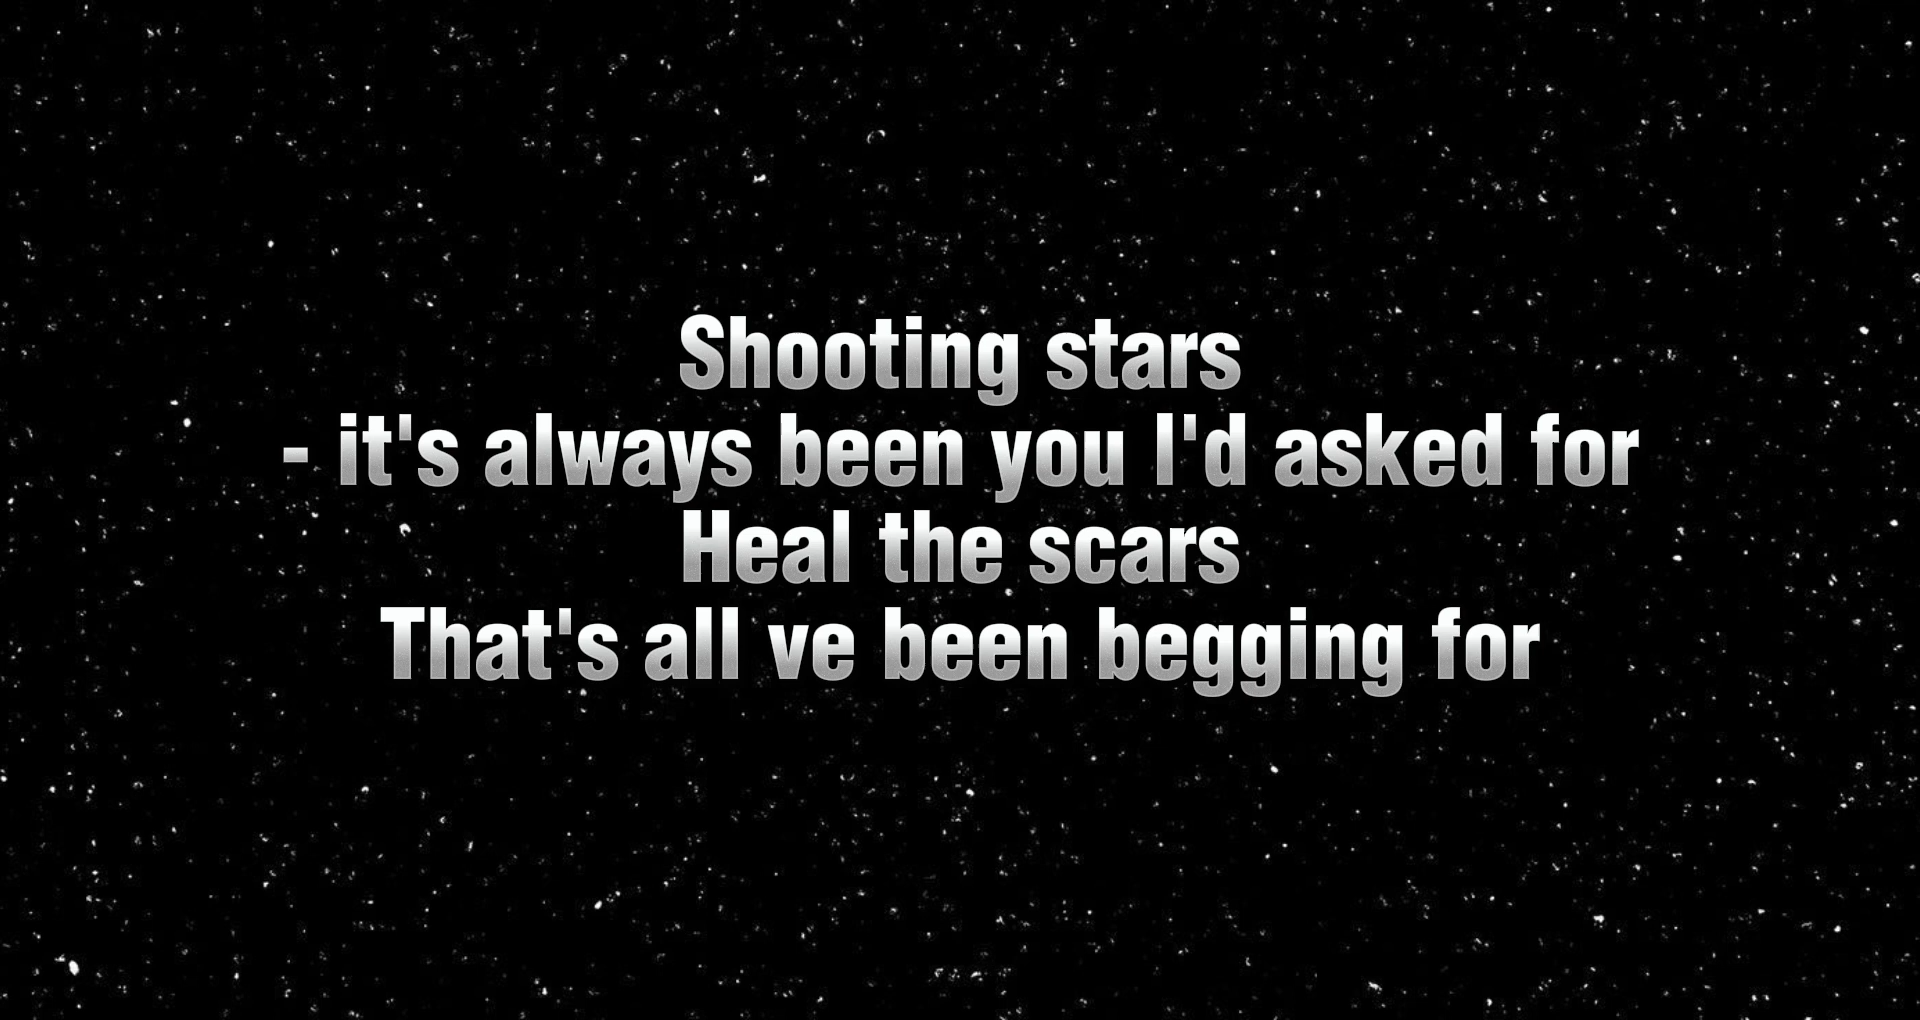 Shooting stars
- it's always been you I'd asked for
Heal the scars
That's all ve been begging for